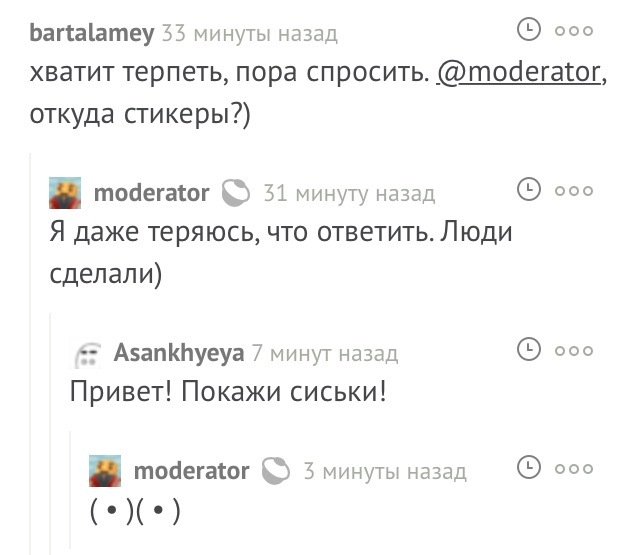 bartalamey 33 минуты назад
хватит терпеть, пора спросить. @moderator,
откуда стикеры?)
moderator 31 минуту назад
Я даже теряюсь, что ответить. Люди
сделали)
Asankhyeya 7 минут назад
Привет! Покажи сиськи!
moderator 3 минуты назад
( • )( • )